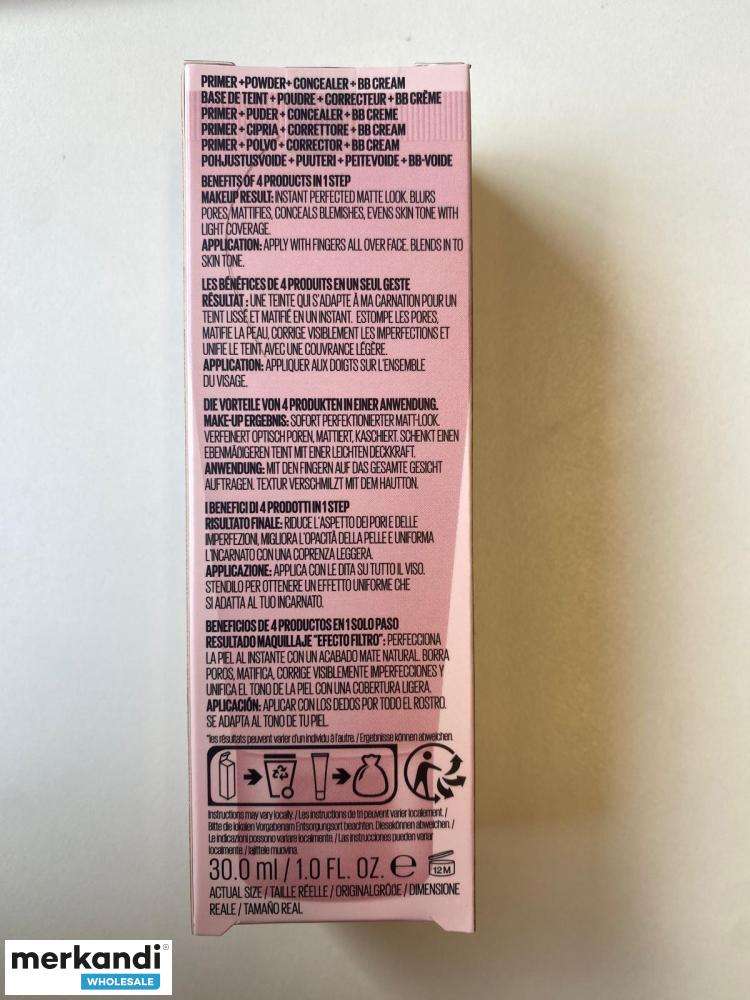 PRIMER +POWDER+ CONCEALER + BB CREAM
BASE DE TEINT + POUDRE + CORRECTEUR + BB CRÈME
PRIMER + PUDER + CONCEALER + BB CREME
PRIMER + CIPRIA + CORRETTORE + BB CREAM
PRIMER + POLVO + CORRECTOR + BB CREAM
POHJUSTUSVOIDE + PUUTERI + PEITEVOIDE + BB-VOIDE
BENEFITS OF 4 PRODUCTS IN 1 STEP
MAKEUP RESULT: INSTANT PERFECTED MATTE LOOK. BLURS
PORES, MATTIFIES, CONCEALS BLEMISHES, EVENS SKIN TONE WITH
LIGHT COVERAGE.
APPLICATION: APPLY WITH FINGERS ALL OVER FACE. BLENDS IN TO
SKIN TONE.
LES BÉNÉFICES DE 4 PRODUITS EN UN SEUL GESTE
RÉSULTAT : UNE TEINTE QUI S'ADAPTE À MA CARNATION POUR UN
TEINT LISSÉ ET MATIFIÉ EN UN INSTANT. ESTOMPE LES PORES,
MATIFIE LA PEAU, CORRIGE VISIBLEMENT LES IMPERFECTIONS ET
UNIFIE LE TEINT, AVEC UNE COUVRANCE LÉGÈRE.
APPLICATION: APPLIQUER AUX DOIGTS SUR L'ENSEMBLE
DU VISAGE.
DIE VORTEILE VON 4 PRODUKTEN IN EINER ANWENDUNG.
MAKE-UP ERGEBNIS: SOFORT PERFEKTIONIERTER MATT-LOOK.
VERFEINERT OPTISCH POREN, MATTIERT, KASCHIERT. SCHENKT EINEN
EBENMÄẞIGEREN TEINT MIT EINER LEICHTEN DECKKRAFT.
ANWENDUNG: MIT DEN FINGERN AUF DAS GESAMTE GESICHT
AUFTRAGEN. TEXTUR VERSCHMILZT MIT DEM HAUTTON.
I BENEFICI DI 4 PRODOTTI IN 1 STEP
RISULTATO FINALE: RIDUCE L'ASPETTO DEI PORI E DELLE
IMPERFEZIONI, MIGLIORA L'OPACITÀ DELLA PELLE E UNIFORMA
L'INCARNATO CON UNA COPRENZA LEGGERA.
APPLICAZIONE: APPLICA CON LE DITA SU TUTTO IL VISO.
STENDILO PER OTTENERE UN EFFETTO UNIFORME CHE
SI ADATTA AL TUO INCARNATO.
BENEFICIOS DE 4 PRODUCTOS EN 1 SOLO PASO
RESULTADO MAQUILLAJE "EFECTO FILTRO": PERFECCIONA
LA PIEL AL INSTANTE CON UN ACABADO MATE NATURAL. BORRA
POROS, MATIFICA, CORRIGE VISIBLEMENTE IMPERFECCIONES Y
UNIFICA EL TONO DE LA PIEL CON UNA COBERTURA LIGERA.
APLICACIÓN: APLICAR CON LOS DEDOS POR TODO EL ROSTRO.
SE ADAPTA AL TONO DE TU PIEL.
*les résultats peuvent varier d'un individu à l'autre. / Ergebnisse können abweichen.
Instructions may vary locally. / Les instructions de tri peuvent varier localement. /
Bitte die lokalen Vorgaben am Entsorgungsort beachten. Diese können abweichen. /
Le indicazioni possono variare localmente. / Las instrucciones pueden variar
localmente. / lajittele muovina.
30.0 ml / 1.0 FL. OZ. ℮ 12M
ACTUAL SIZE / TAILLE RÉELLE / ORIGINALGRÖẞE / DIMENSIONE
REALE / TAMAÑO REAL
merkandi®
WHOLESALE